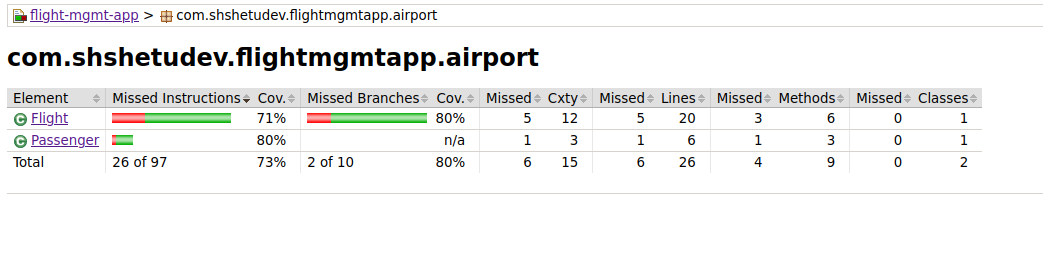 flight-mgmt-app > com.shshetudev.flightmgmtapp.airport
com.shshetudev.flightmgmtapp.airport
Element Missed Instructions Cov. Missed Branches Cov. Missed Cxty Missed Lines Missed Methods Missed Classes
C Flight 71% 80% 5 12 5 20 3 6 0 1
C Passenger 80% n/a 1 3 1 6 1 3 0 1
Total 26 of 97 73% 2 of 10 80% 6 15 6 26 4 9 0 2